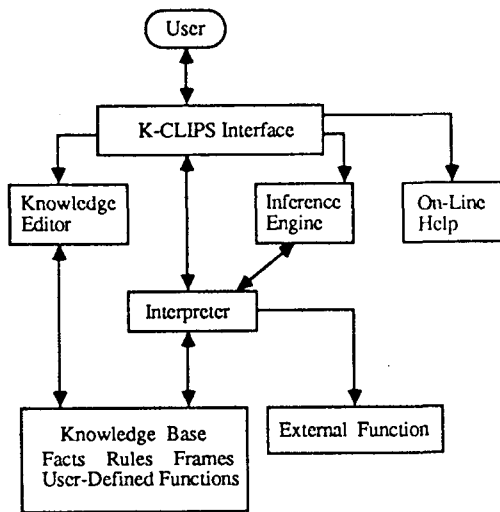 User
K-CLIPS Interface
Knowledge
Editor
Inference
Engine
On-Line
Help
Interpreter
Knowledge Base
Facts Rules Frames
User-Defined Functions
External Function